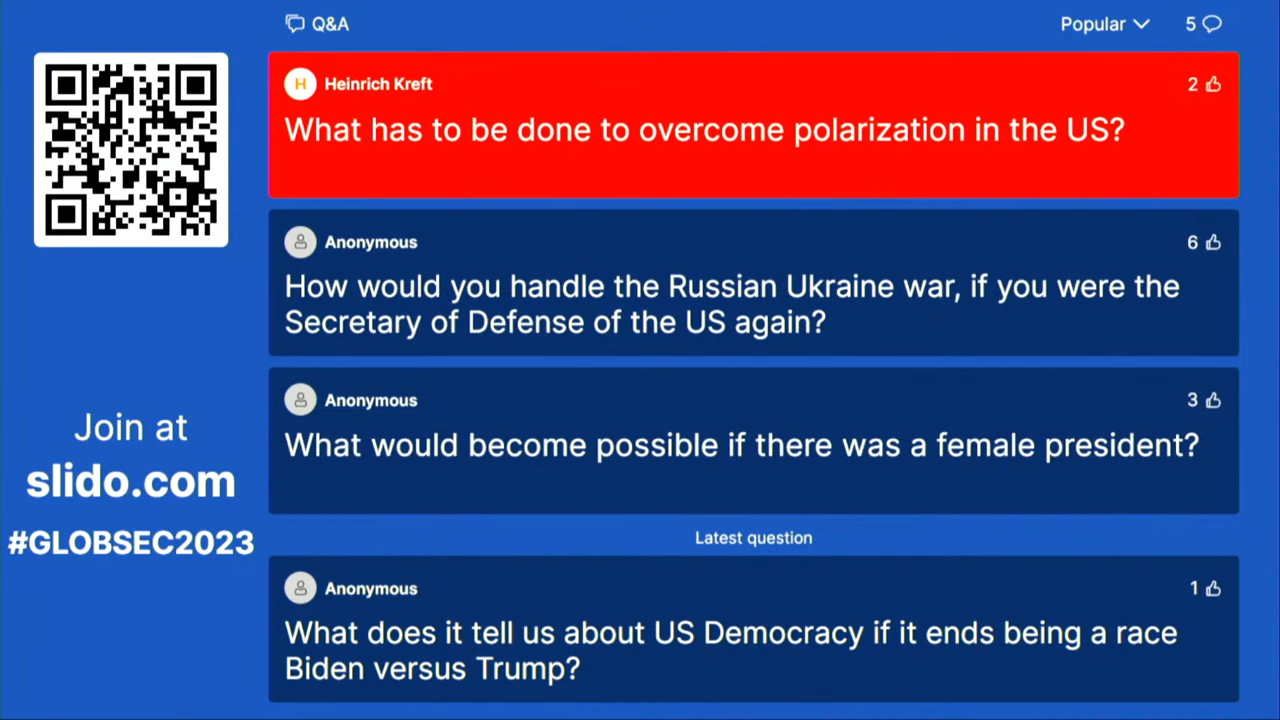 Q&A
Popular
5
H
Heinrich Kreft
2
What has to be done to overcome polarization in the US?
Anonymous
6
How would you handle the Russian Ukraine war, if you were the
Secretary of Defense of the US again?
Anonymous
3
What would become possible if there was a female president?
Join at
slido.com
#GLOBSEC2023
Latest question
Anonymous
1
What does it tell us about US Democracy if it ends being a race
Biden versus Trump?